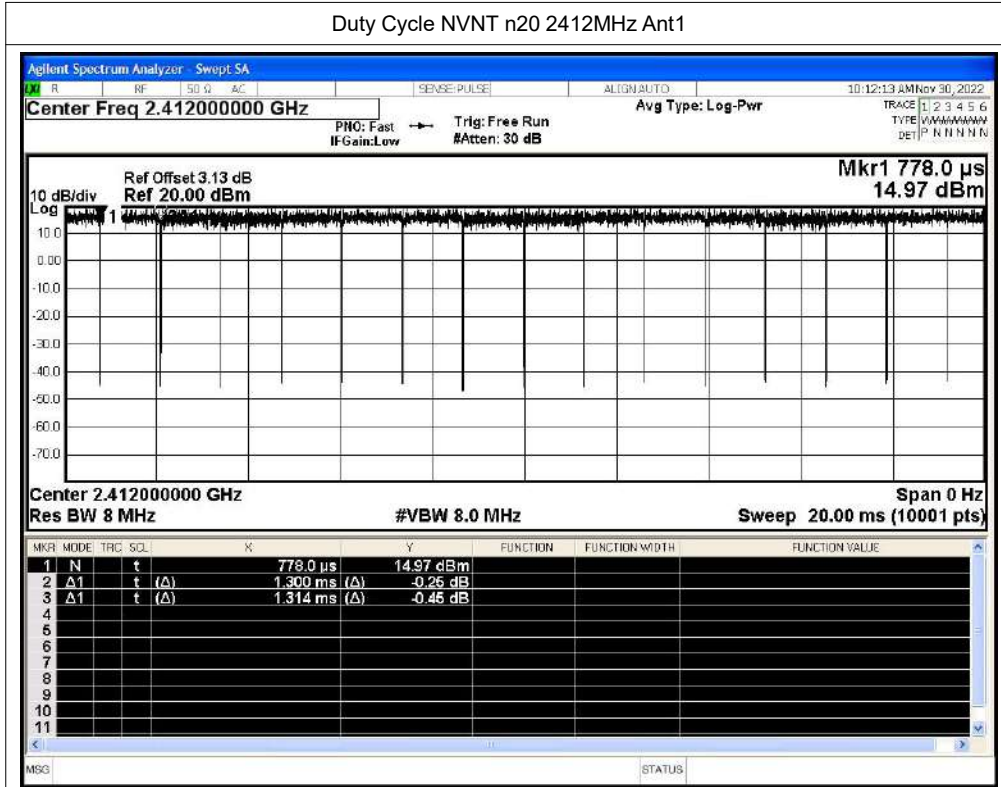 Duty Cycle NVNT n20 2412MHz Ant1
Agilent Spectrum Analyzer - Swept SA
LXI R RF 50 Ω AC SENSE:PULSE ALIGN AUTO 10:12:13 AM Nov 30, 2022
Center Freq 2.412000000 GHz Avg Type: Log-Pwr TRACE 1 2 3 4 5 6
PNO: Fast Trig: Free Run TYPE
IFGain:Low #Atten: 30 dB DET P N N N N N
Mkr1 778.0 µs
Ref Offset 3.13 dB
10 dB/div Ref 20.00 dBm 14.97 dBm
Log
1
10.0
0.00
-10.0
-20.0
-30.0
-40.0
-50.0
-60.0
-70.0
Center 2.412000000 GHz Span 0 Hz
Res BW 8 MHz #VBW 8.0 MHz Sweep 20.00 ms (10001 pts)
MKR MODE TRC SCL X Y FUNCTION FUNCTION WIDTH FUNCTION VALUE
1 N t 778.0 µs 14.97 dBm
2 Δ1 t (Δ) 1.300 ms (Δ) -0.25 dB
3 Δ1 t (Δ) 1.314 ms (Δ) -0.45 dB
4
5
6
7
8
9
10
11
MSG STATUS